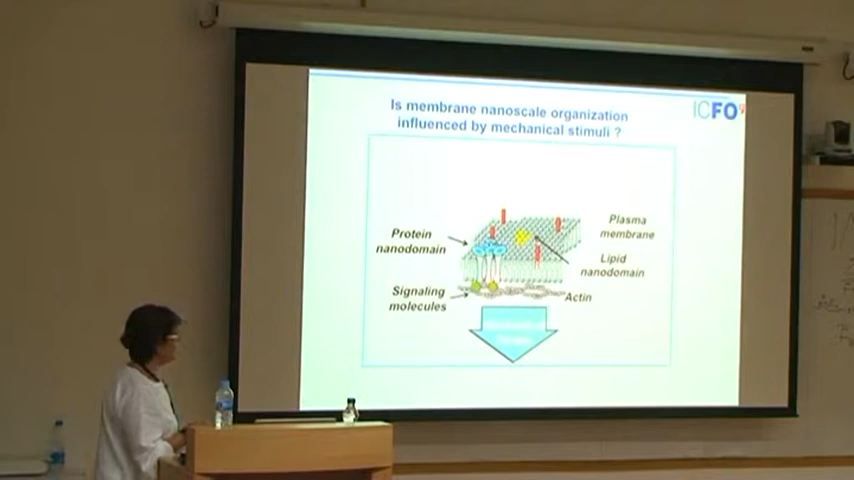 Is membrane nanoscale organization
influenced by mechanical stimuli ?
ICFO
Protein
nanodomain
Plasma
membrane
Lipid
nanodomain
Signaling
molecules
Actin